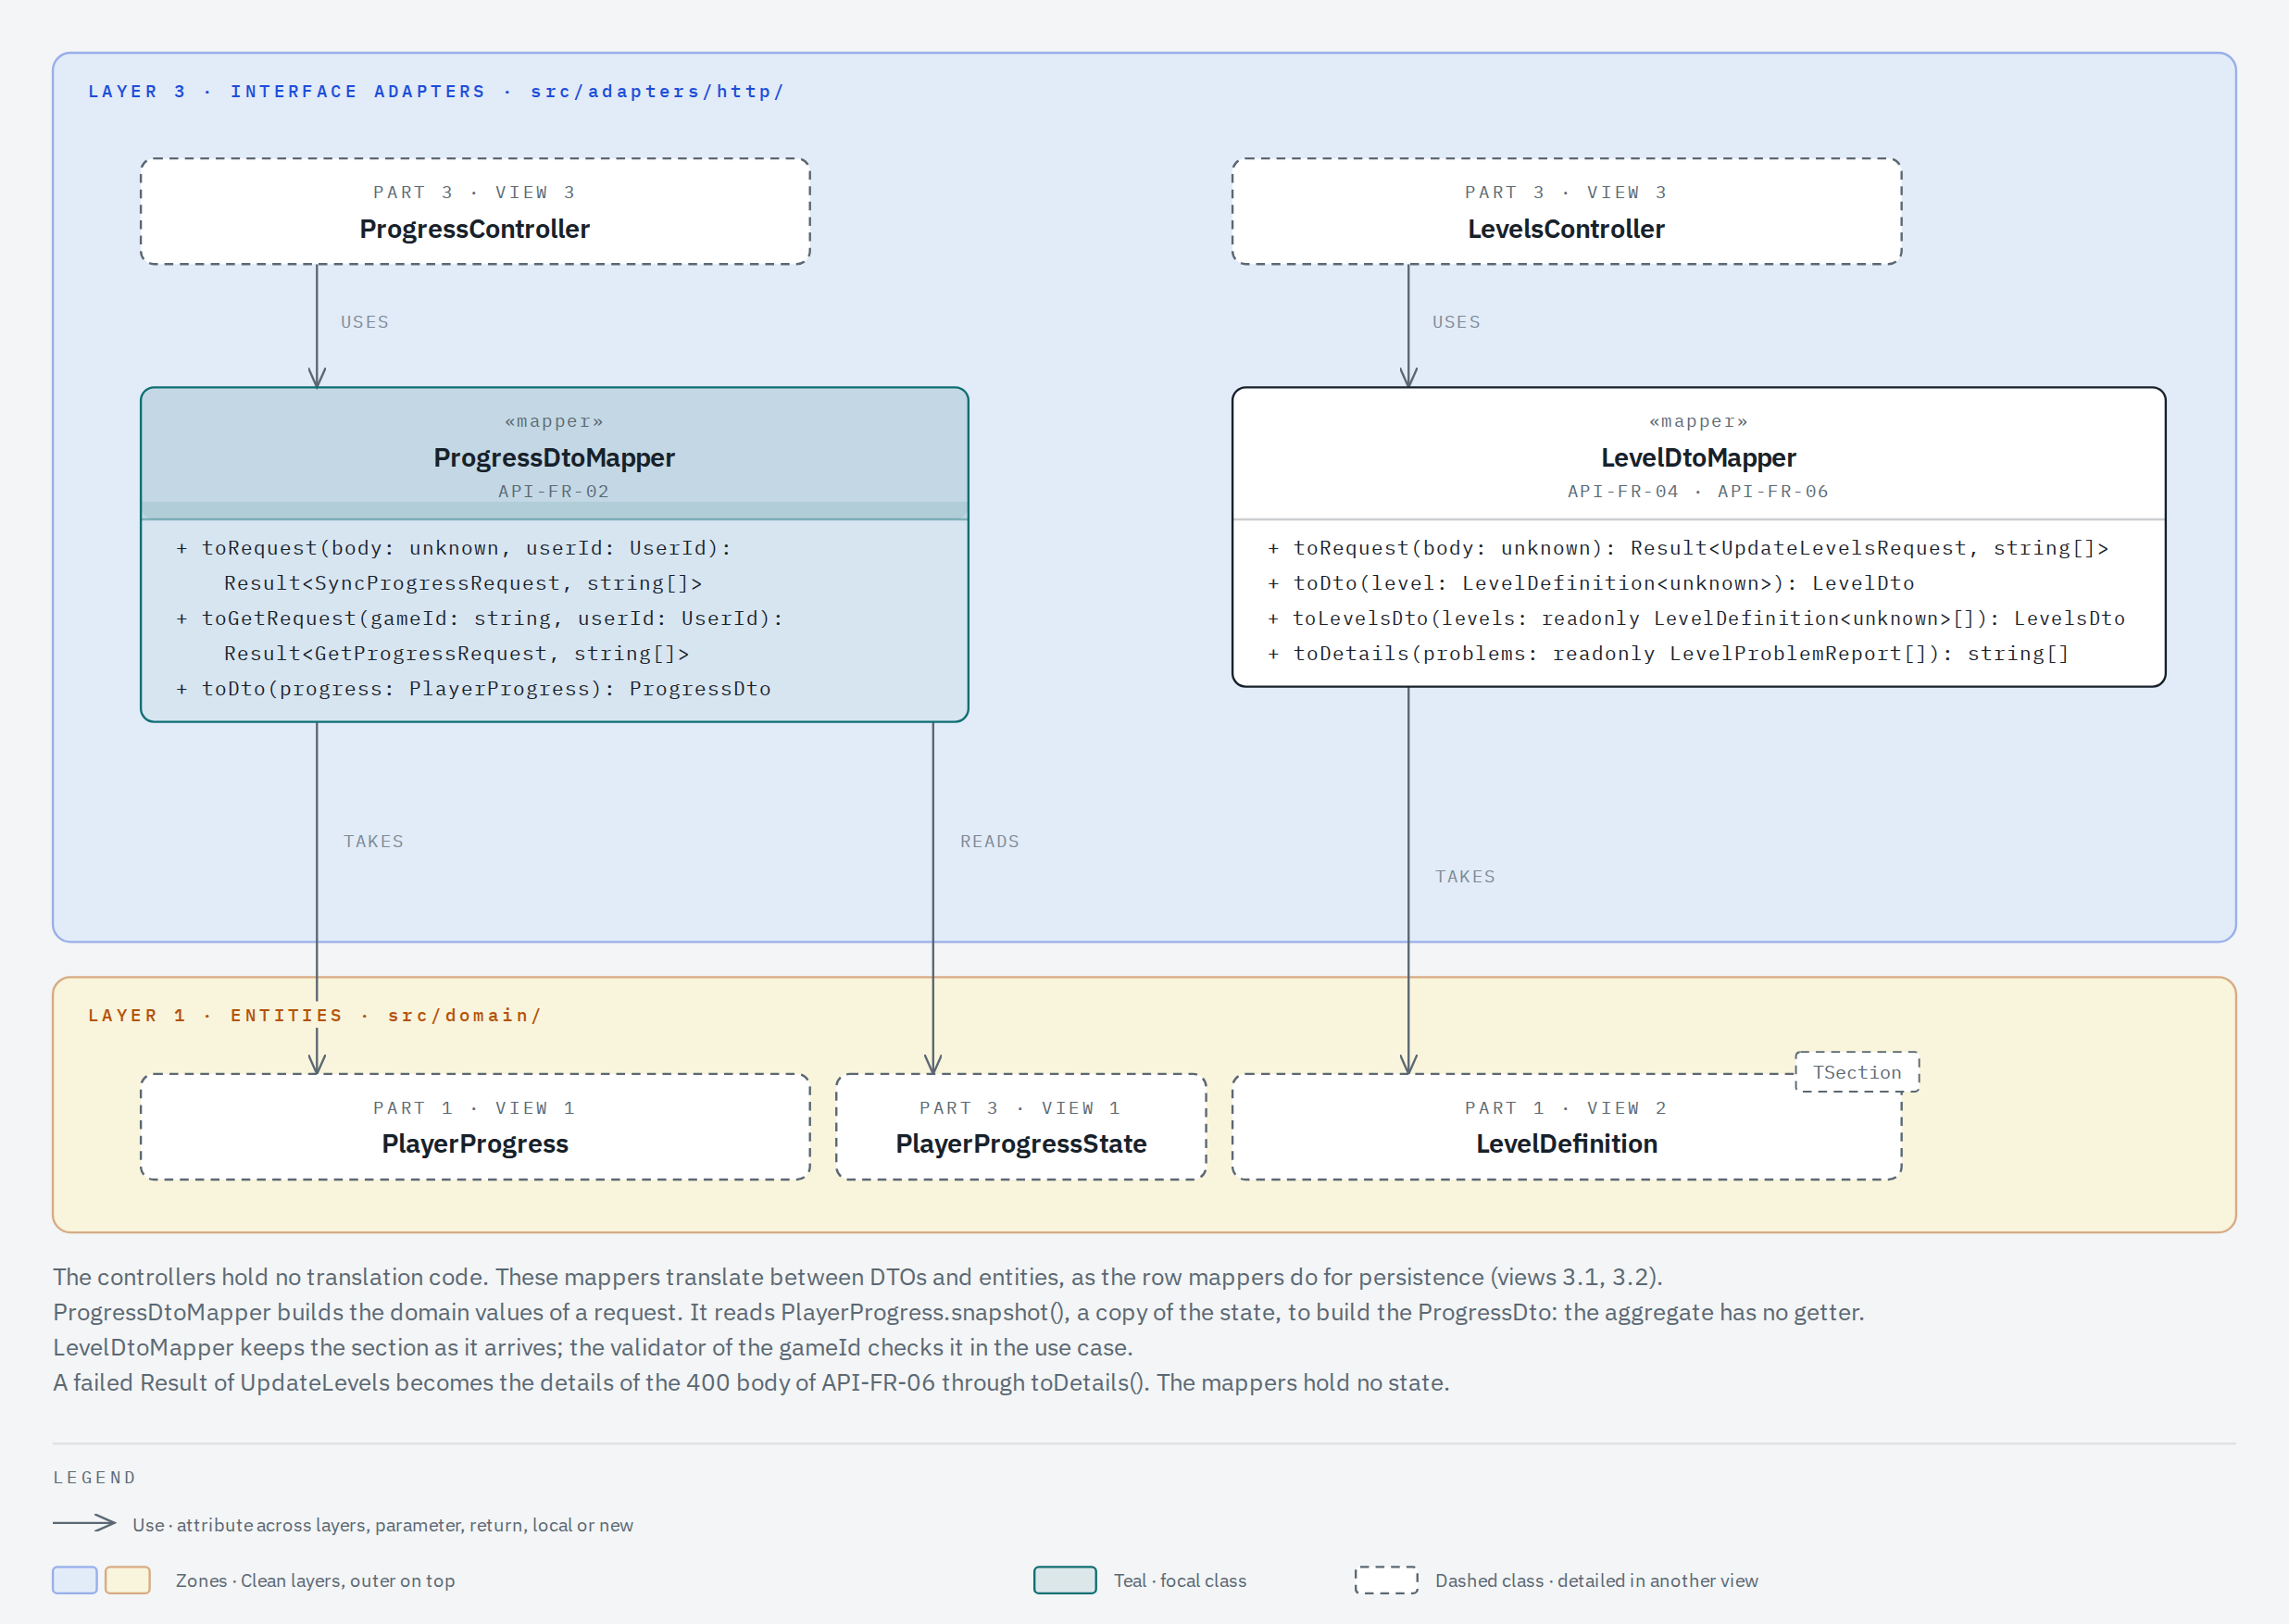 LAYER 3 · INTERFACE ADAPTERS · src/adapters/http/
PART 3 · VIEW 3
ProgressController
PART 3 · VIEW 3
LevelsController
USES
USES
«mapper»
ProgressDtoMapper
API-FR-02
+ toRequest(body: unknown, userId: UserId):
Result<SyncProgressRequest, string[]>
+ toGetRequest(gameId: string, userId: UserId):
Result<GetProgressRequest, string[]>
+ toDto(progress: PlayerProgress): ProgressDto
«mapper»
LevelDtoMapper
API-FR-04 · API-FR-06
+ toRequest(body: unknown): Result<UpdateLevelsRequest, string[]>
+ toDto(level: LevelDefinition<unknown>): LevelDto
+ toLevelsDto(levels: readonly LevelDefinition<unknown>[]): LevelsDto
+ toDetails(problems: readonly LevelProblemReport[]): string[]
TAKES
READS
TAKES
LAYER 1 · ENTITIES · src/domain/
PART 1 · VIEW 1
PlayerProgress
PART 3 · VIEW 1
PlayerProgressState
TSection
PART 1 · VIEW 2
LevelDefinition
The controllers hold no translation code. These mappers translate between DTOs and entities, as the row mappers do for persistence (views 3.1, 3.2).
ProgressDtoMapper builds the domain values of a request. It reads PlayerProgress.snapshot(), a copy of the state, to build the ProgressDto: the aggregate has no getter.
LevelDtoMapper keeps the section as it arrives; the validator of the gameId checks it in the use case.
A failed Result of UpdateLevels becomes the details of the 400 body of API-FR-06 through toDetails(). The mappers hold no state.
LEGEND
Use · attribute across layers, parameter, return, local or new
Zones · Clean layers, outer on top
Teal · focal class
Dashed class · detailed in another view